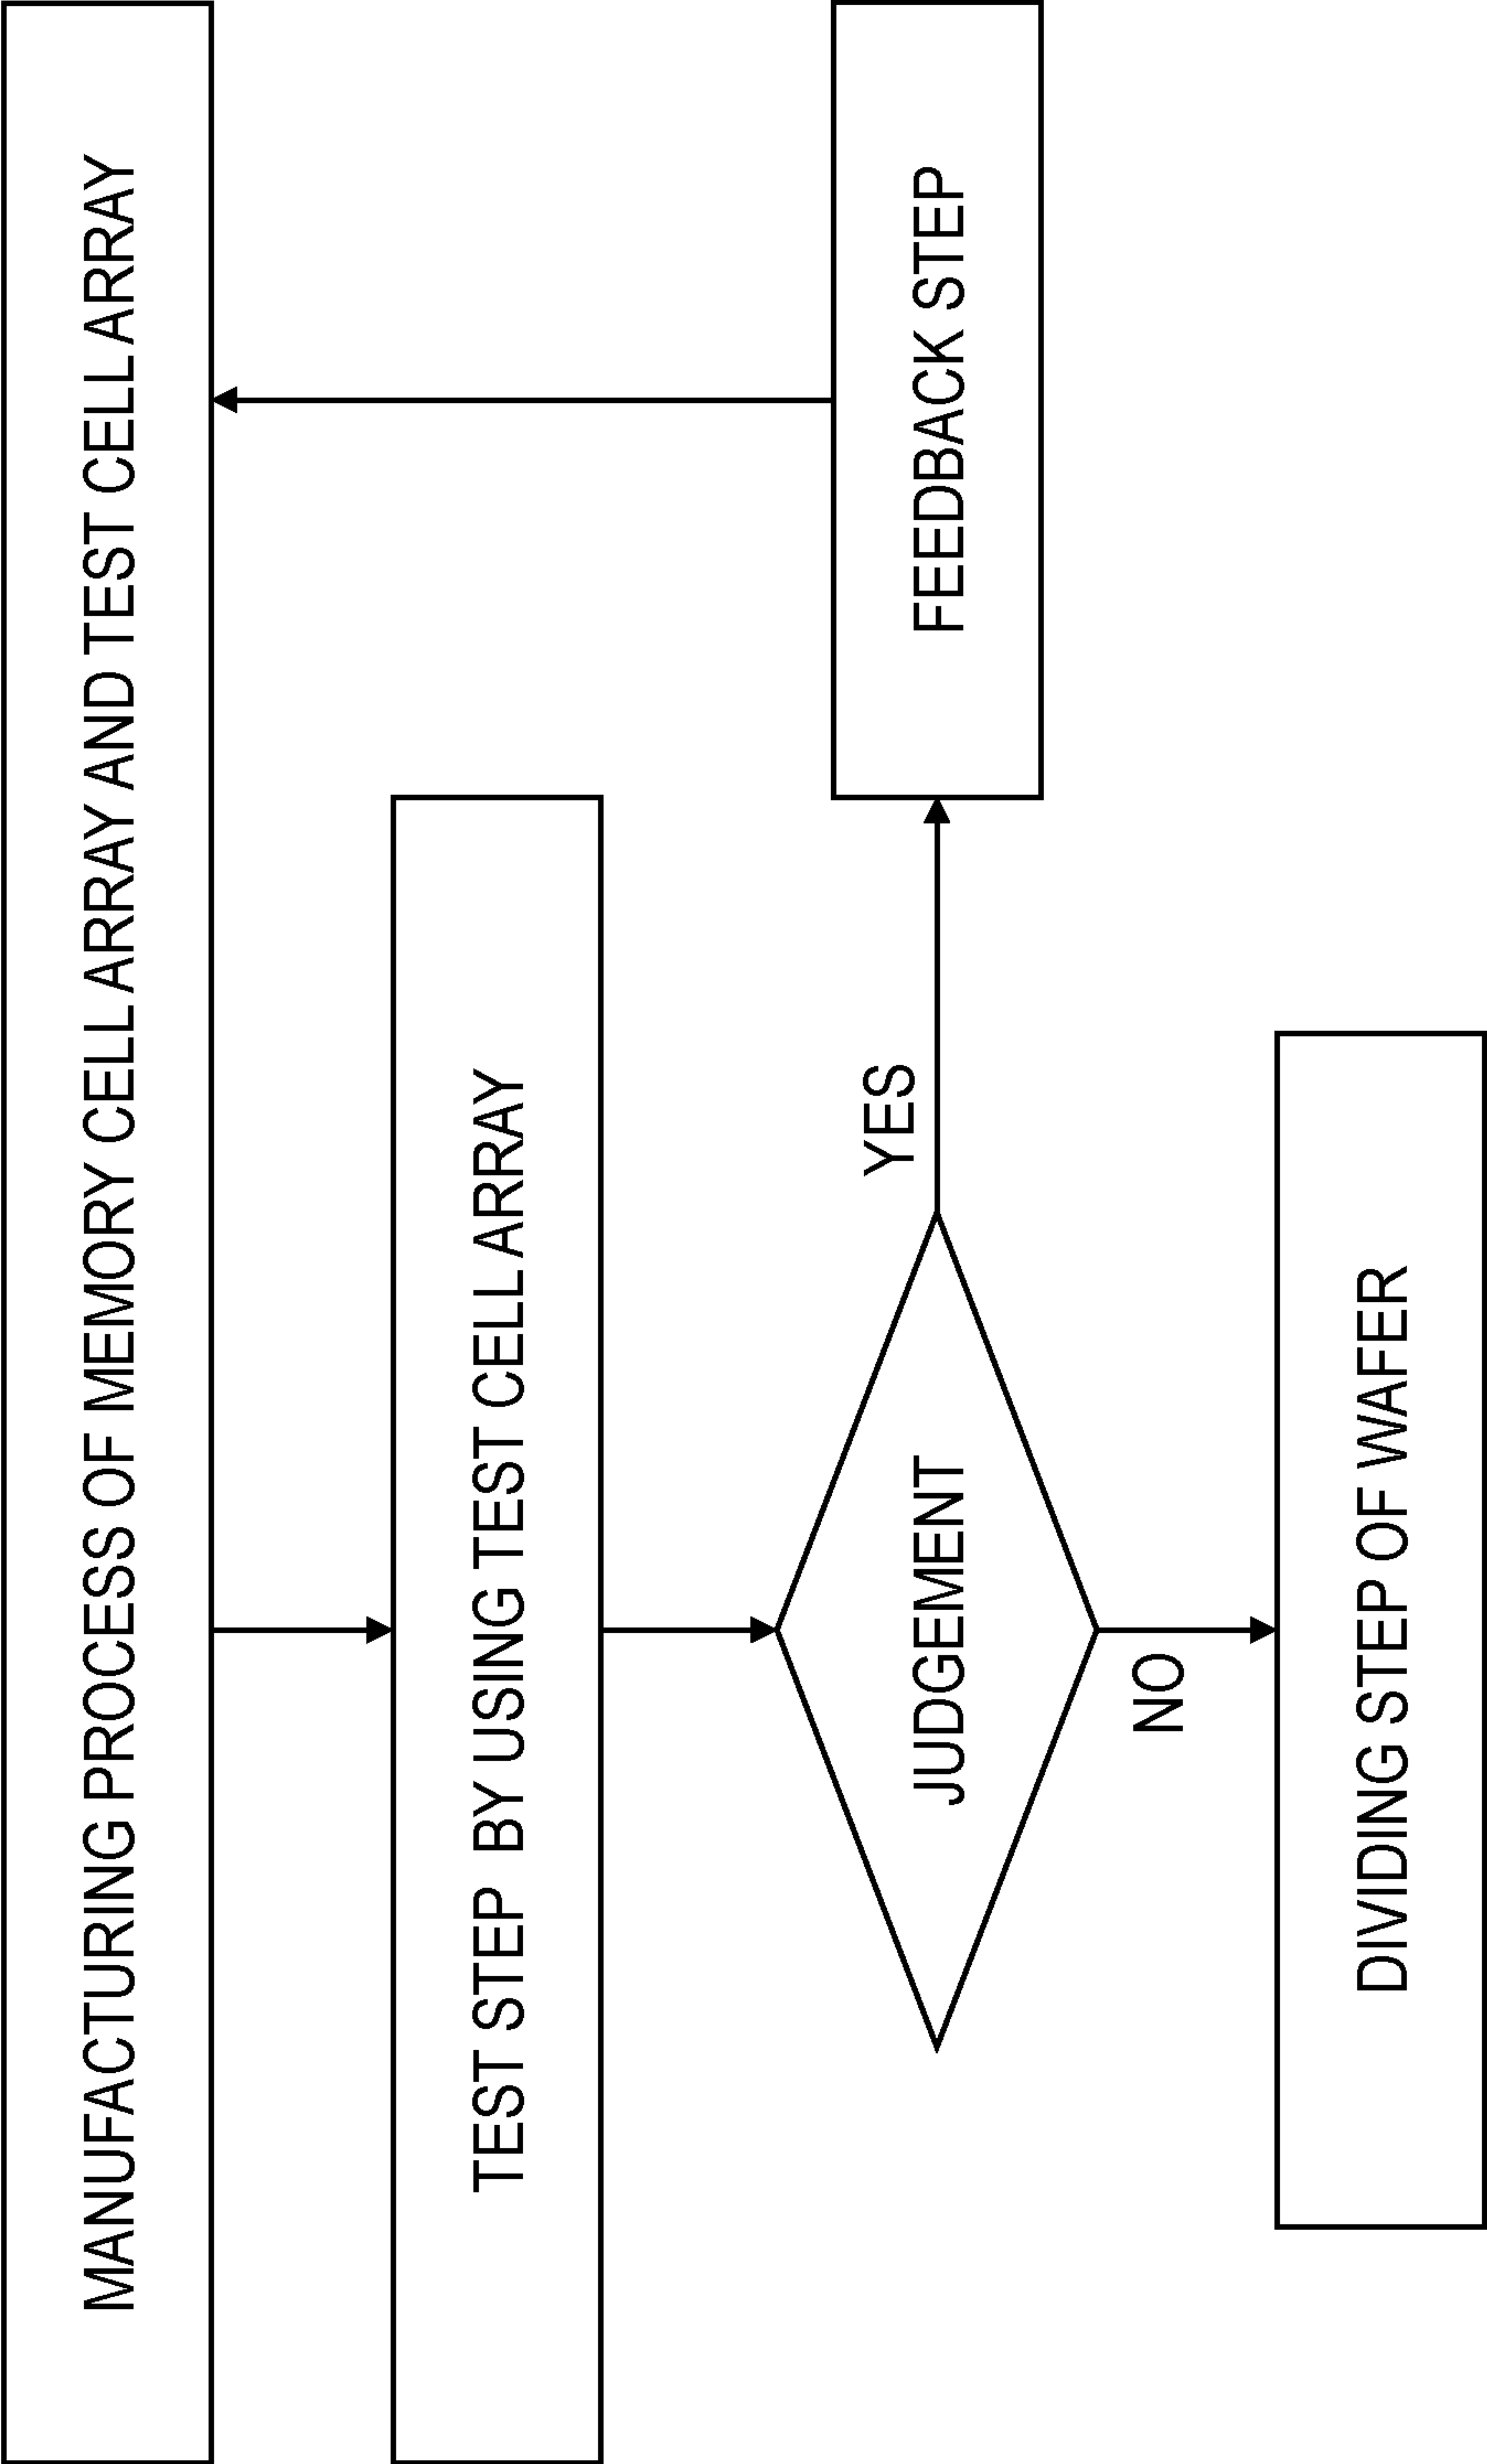 MANUFACTURING PROCESS OF MEMORY CELL ARRAY AND TEST CELL ARRAY
TEST STEP BY USING TEST CELL ARRAY
JUDGEMENT
YES
FEEDBACK STEP
NO
DIVIDING STEP OF WAFER